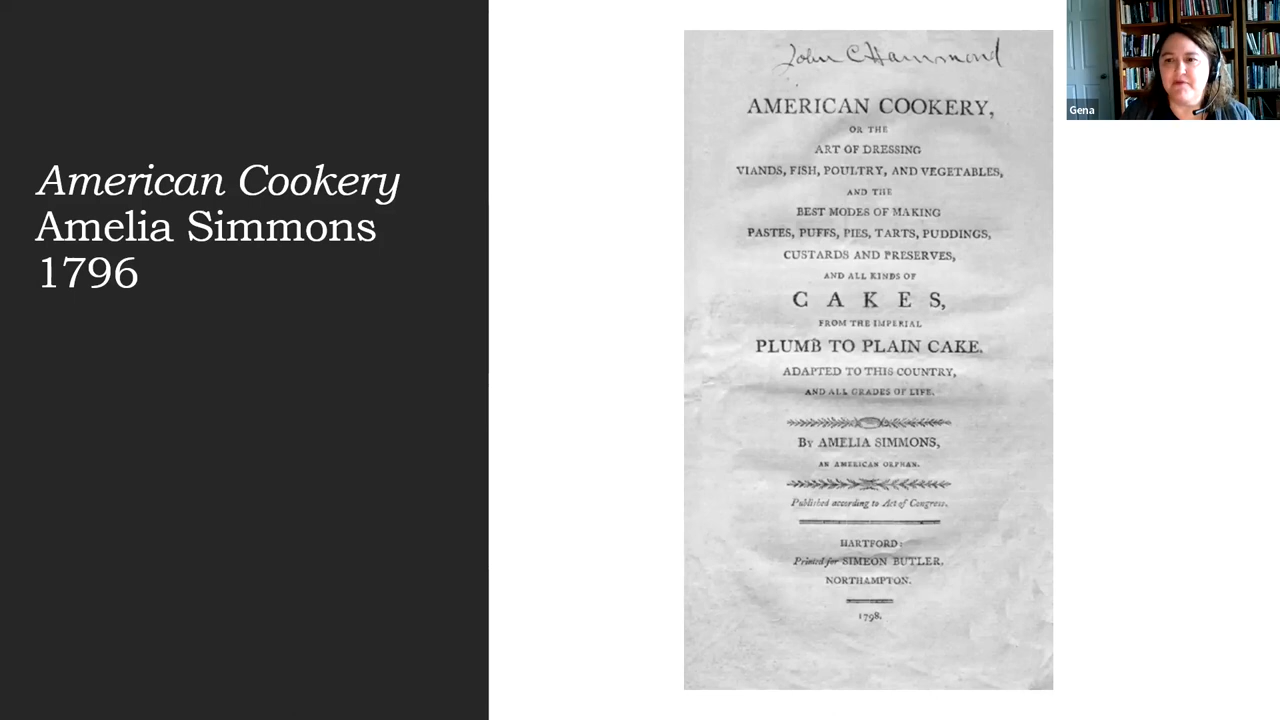 American Cookery
Amelia Simmons
1796
John C Hammond
AMERICAN COOKERY,
OR THE
ART OF DRESSING
VIANDS, FISH, POULTRY, AND VEGETABLES,
AND THE
BEST MODES OF MAKING
PASTES, PUFFS, PIES, TARTS, PUDDINGS,
CUSTARDS AND PRESERVES,
AND ALL KINDS OF
CAKES,
FROM THE IMPERIAL
PLUMB TO PLAIN CAKE.
ADAPTED TO THIS COUNTRY,
AND ALL GRADES OF LIFE.
BY AMELIA SIMMONS,
AN AMERICAN ORPHAN.
Published according to Act of Congress.
HARTFORD:
Printed for SIMEON BUTLER,
NORTHAMPTON.
1798.
Gena